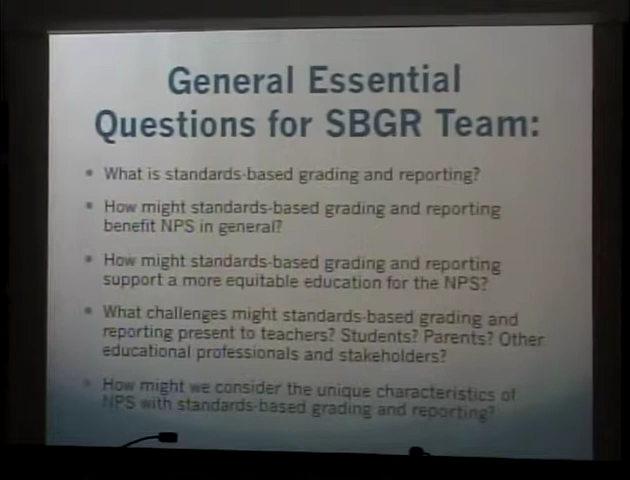 General Essential
Questions for SBGR Team:
What is standards-based grading and reporting?
How might standards-based grading and reporting
benefit NPS in general?
How might standards-based grading and reporting
support a more equitable education for the NPS?
What challenges might standards-based grading and
reporting present to teachers? Students? Parents? Other
educational professionals and stakeholders?
How might we consider the unique characteristics of
NPS with standards-based grading and reporting?